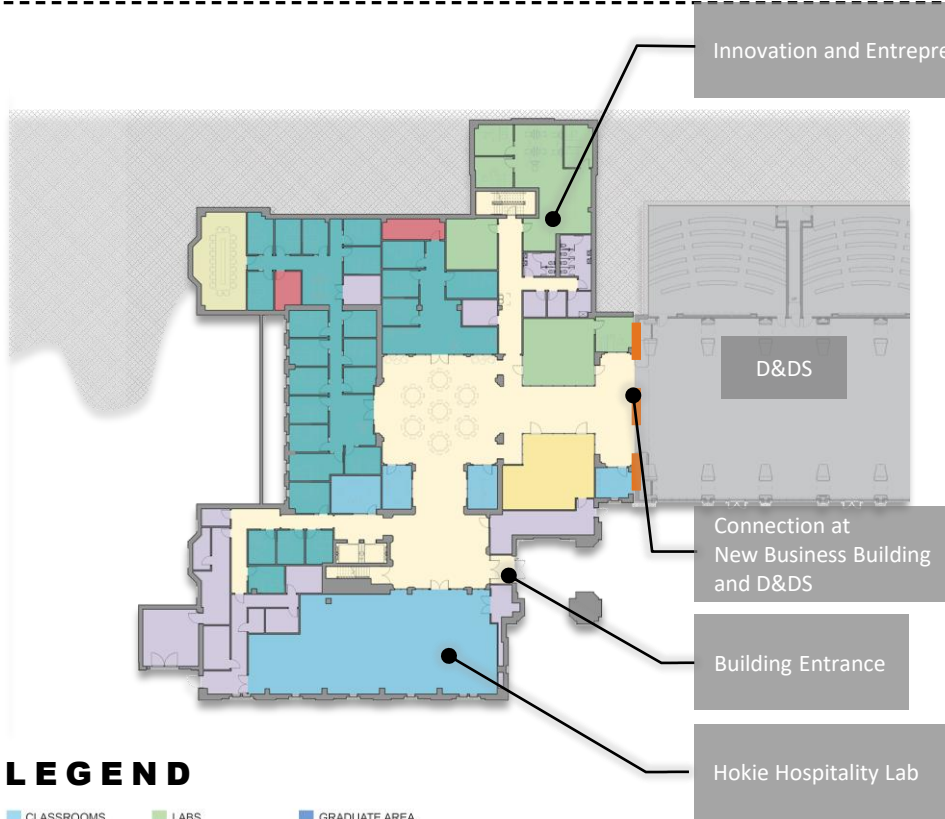 Innovation and Entrepre
D&DS
Connection at
New Business Building
and D&DS
Building Entrance
Hokie Hospitality Lab
LEGEND
CLASSROOMS LABS GRADUATE AREA